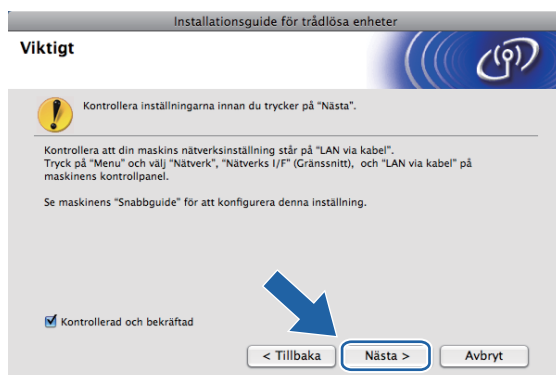 Installationsguide för trådlösa enheter
Viktigt
Kontrollera inställningarna innan du trycker på "Nästa".
Kontrollera att din maskins nätverksinställning står på "LAN via kabel".
Tryck på "Menu" och välj "Nätverk", "Nätverks I/F" (Gränssnitt), och "LAN via kabel" på
maskinens kontrollpanel.
Se maskinens "Snabbguide" för att konfigurera denna inställning.
Kontrollerad och bekräftad
< Tillbaka
Nästa >
Avbryt